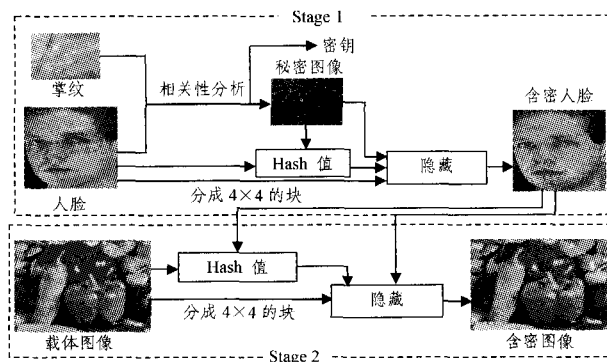 Stage 1
密钥
掌纹
相关性分析
秘密图像
含密人脸
Hash 值
隐藏
人脸
分成 4×4 的块
Hash 值
分成 4×4 的块
隐藏
载体图像
含密图像
Stage 2